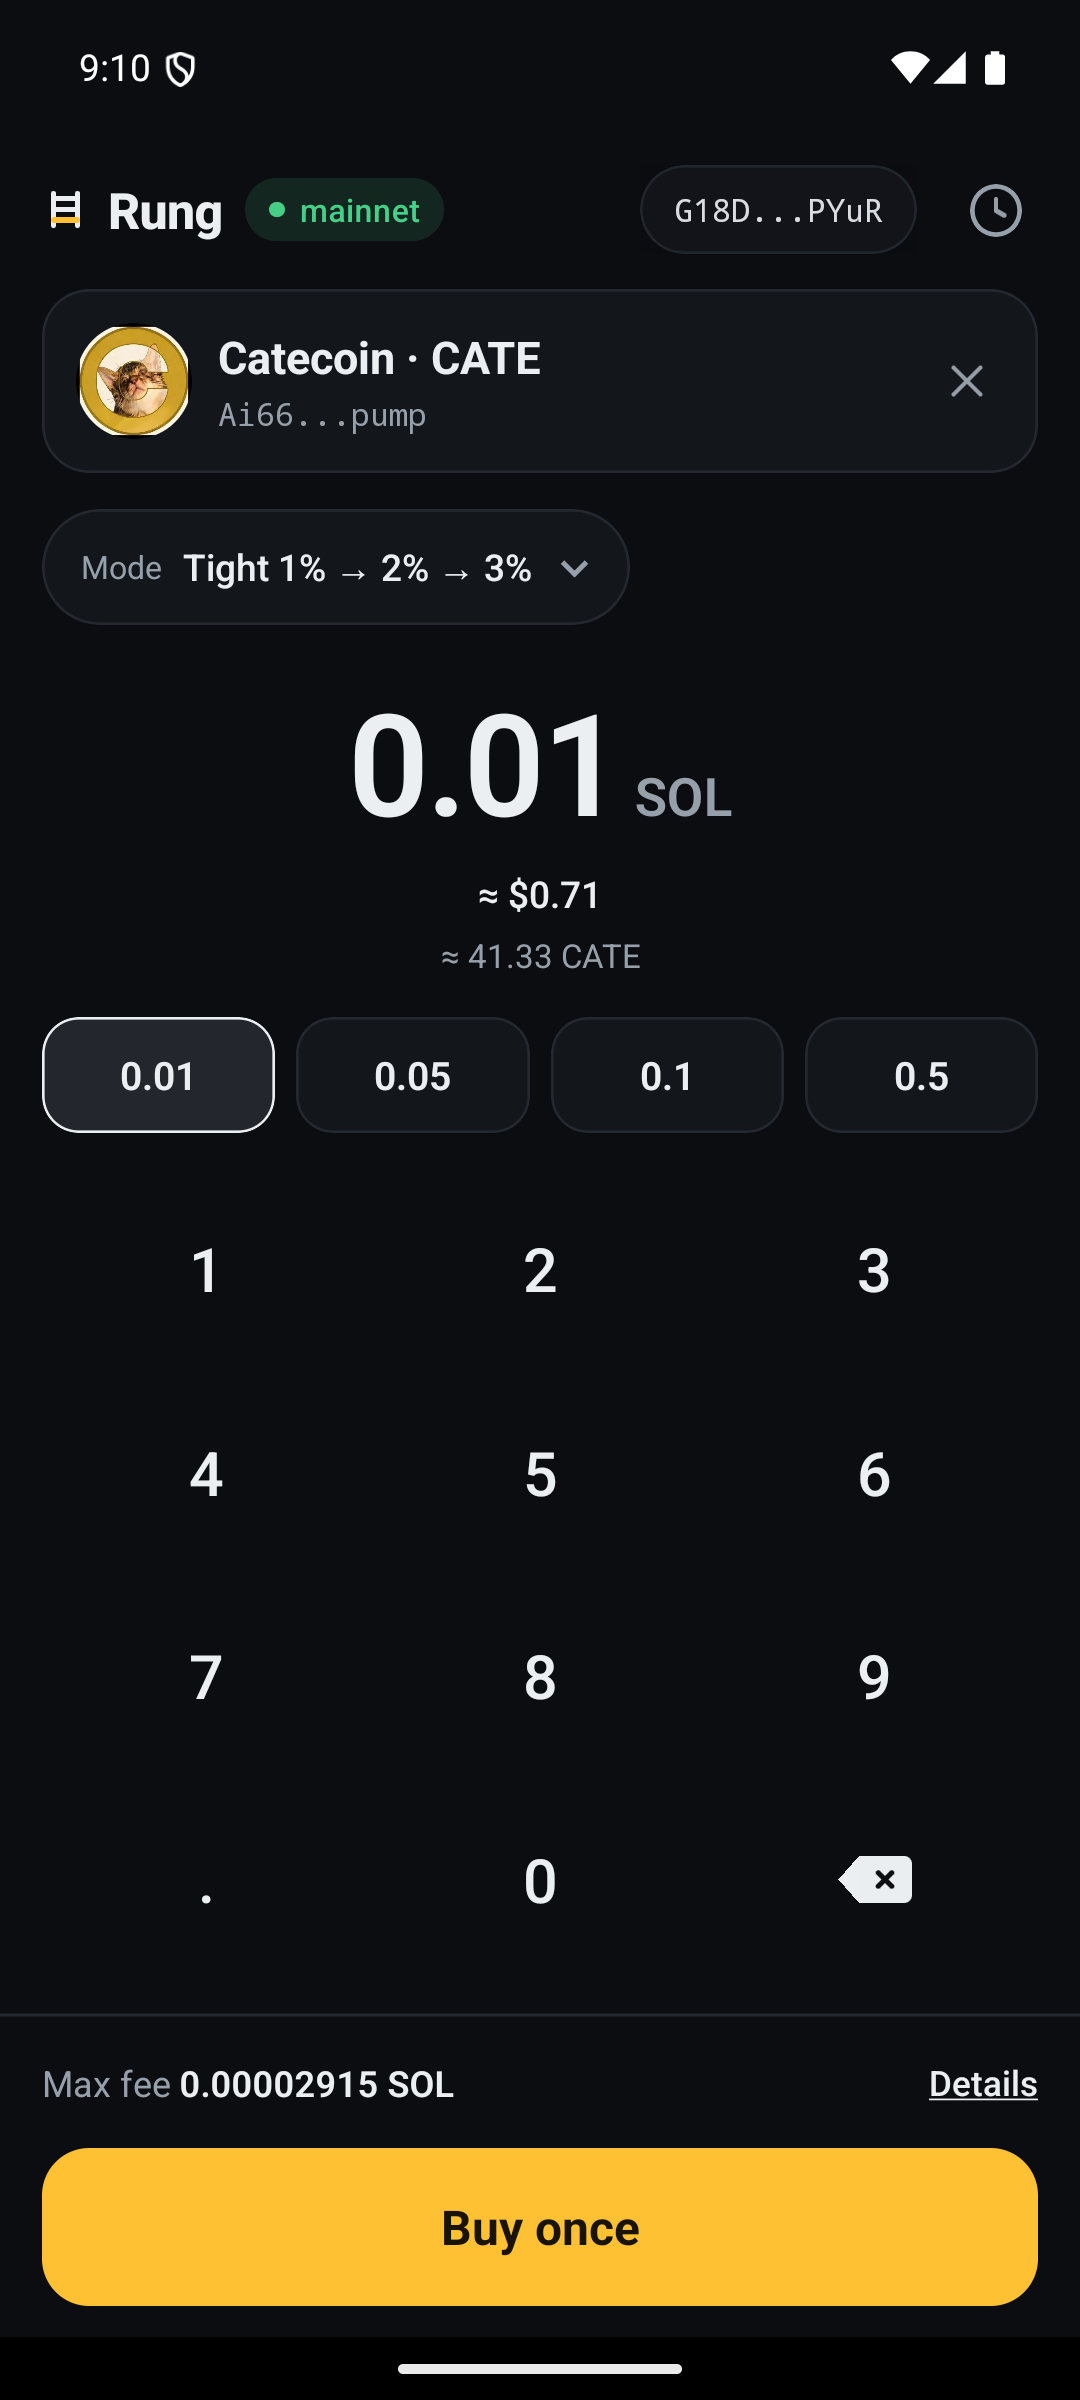 9:10
Rung
mainnet
G18D...PYuR
Catecoin · CATE
Ai66...pump
Mode Tight 1% → 2% → 3%
0.01 SOL
≈ $0.71
≈ 41.33 CATE
0.01 0.05 0.1 0.5
1 2 3
4 5 6
7 8 9
. 0
Max fee 0.00002915 SOL
Details
Buy once